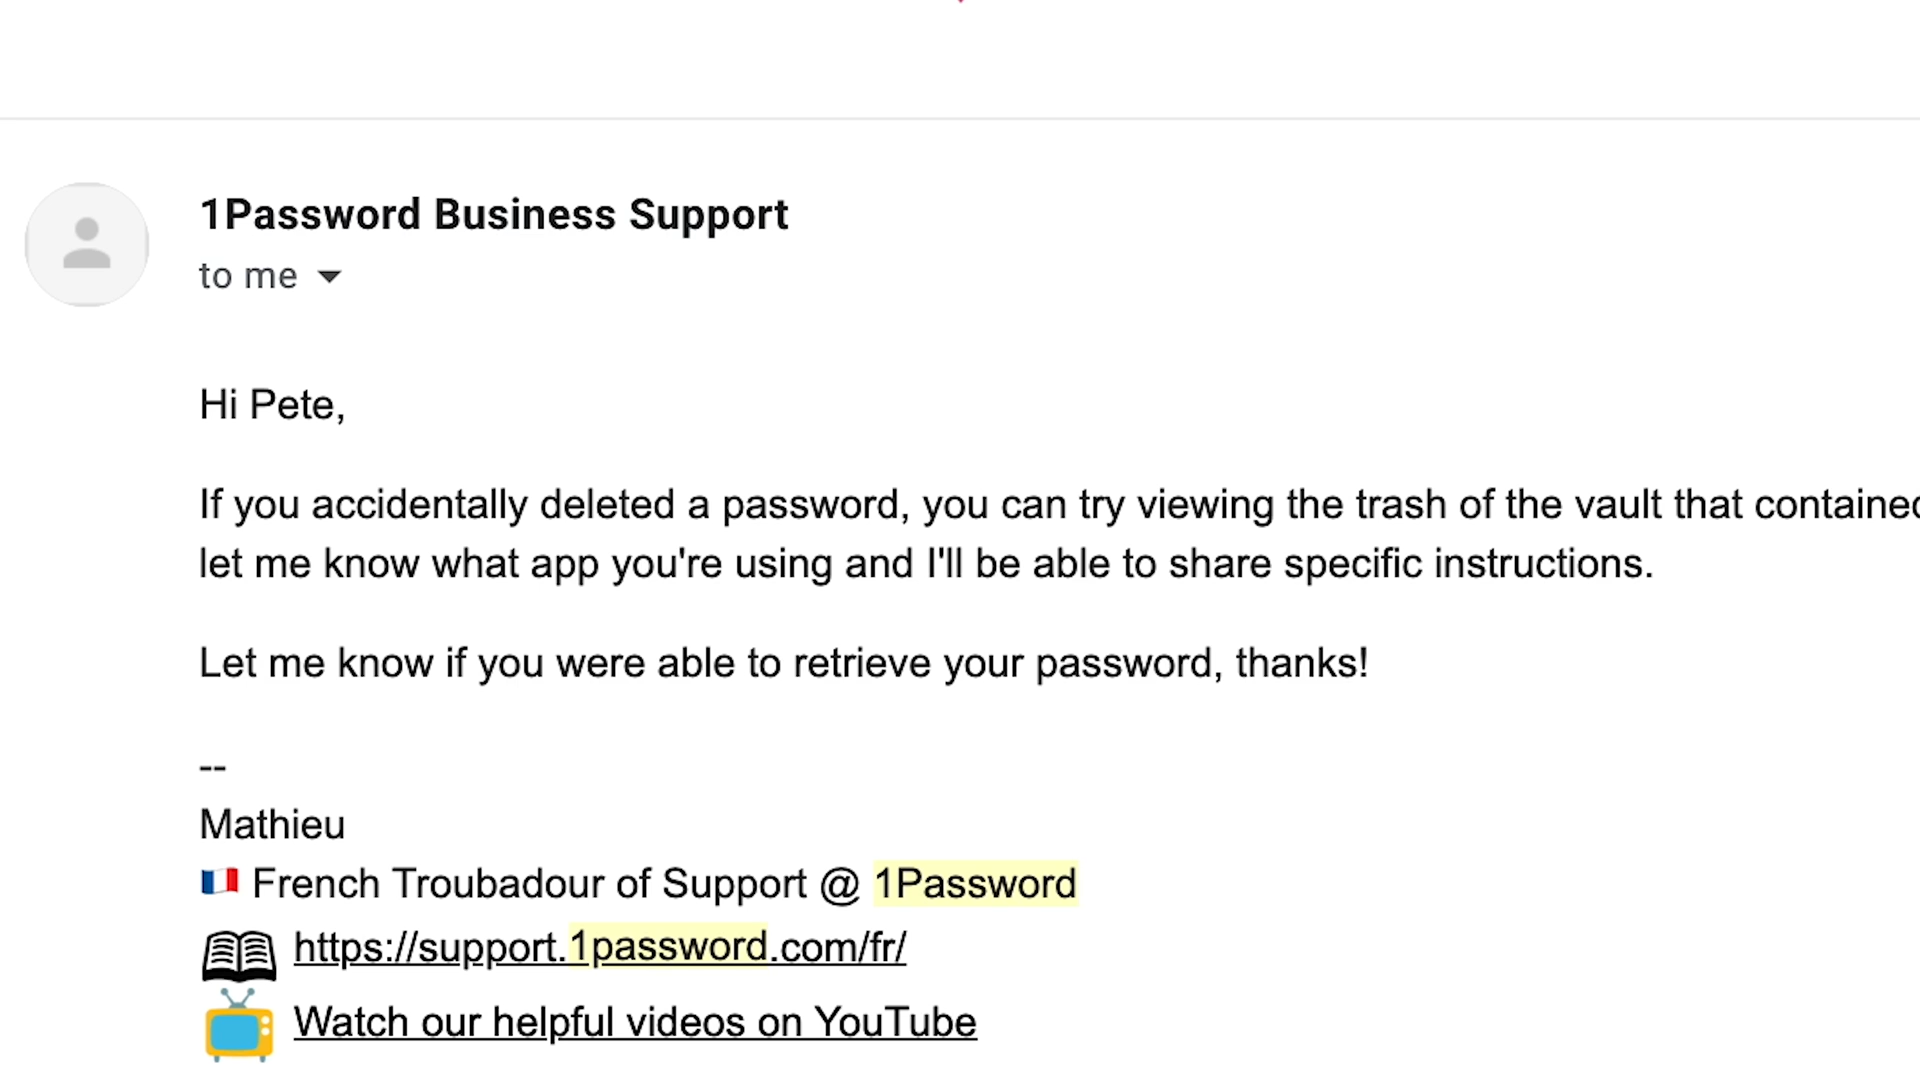 1Password Business Support
to me
Hi Pete,
If you accidentally deleted a password, you can try viewing the trash of the vault that contained
let me know what app you're using and I'll be able to share specific instructions.
Let me know if you were able to retrieve your password, thanks!
--
Mathieu
🇫🇷 French Troubadour of Support @ 1Password
https://support.1password.com/fr/
Watch our helpful videos on YouTube